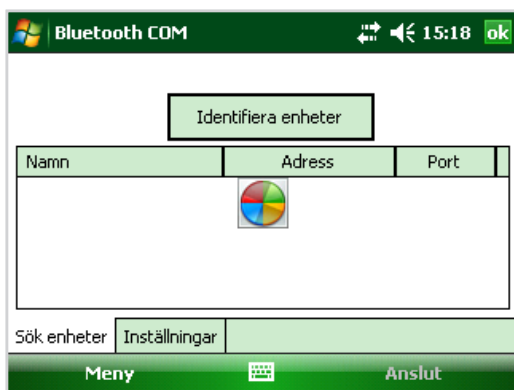 Bluetooth COM 15:18 ok
Identifiera enheter
Namn Adress Port
Sök enheter Inställningar
Meny Anslut